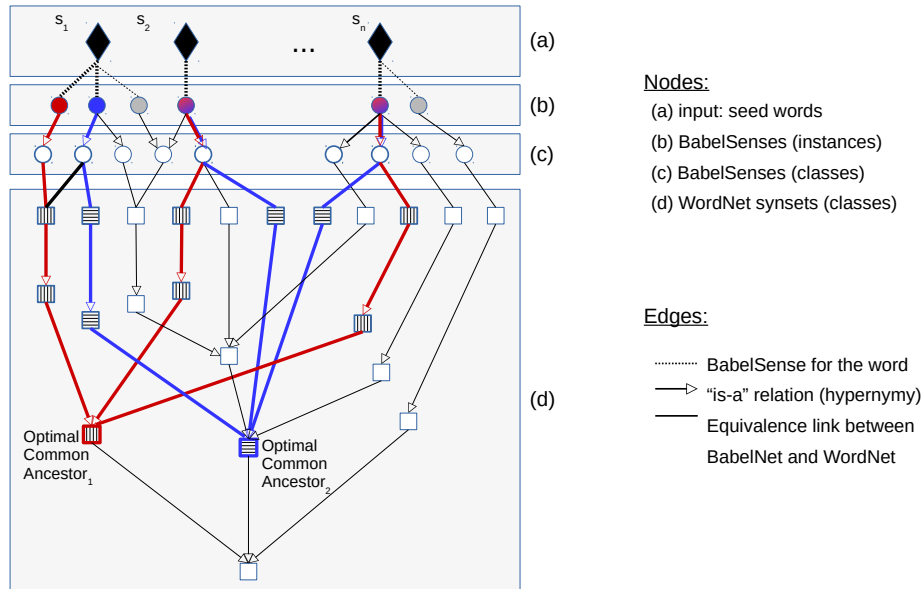 s1
s2
sn
...
(a)
(b)
(c)
(d)
Optimal
Common
Ancestor1
Optimal
Common
Ancestor2
Nodes:
(a) input: seed words
(b) BabelSenses (instances)
(c) BabelSenses (classes)
(d) WordNet synsets (classes)
Edges:
BabelSense for the word
“is-a” relation (hypernymy)
Equivalence link between
BabelNet and WordNet